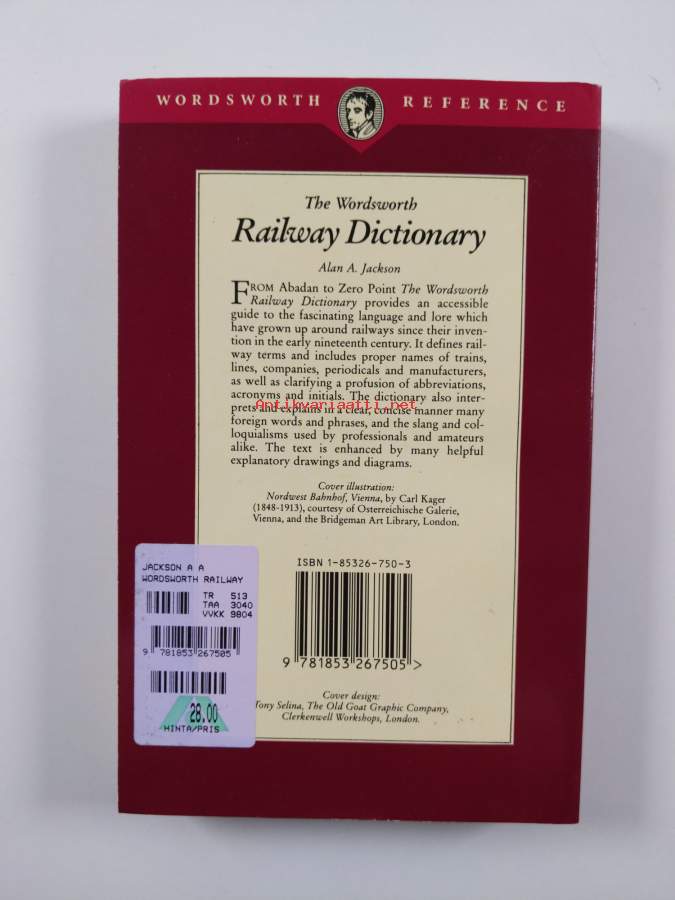 WORDSWORTH REFERENCE
The Wordsworth
Railway Dictionary
Alan A. Jackson
FROM Abadan to Zero Point The Wordsworth
Railway Dictionary provides an accessible
guide to the fascinating language and lore which
have grown up around railways since their inven-
tion in the early nineteenth century. It defines rail-
way terms and includes proper names of trains,
lines, companies, periodicals and manufacturers,
as well as clarifying a profusion of abbreviations,
acronyms and initials. The dictionary also inter-
Antikvariaatti.net
prets and explains in a clear, concise manner many
foreign words and phrases, and the slang and col-
loquialisms used by professionals and amateurs
alike. The text is enhanced by many helpful
explanatory drawings and diagrams.
Cover illustration:
Nordwest Bahnhof, Vienna, by Carl Kager
(1848-1913), courtesy of Osterreichische Galerie,
Vienna, and the Bridgeman Art Library, London.
ISBN 1-85326-750-3
9 781853 267505 >
Cover design:
Tony Selina, The Old Goat Graphic Company,
Clerkenwell Workshops, London.
JACKSON A A
WORDSWORTH RAILWAY
TR 513
TAA 3040
VVKK 9804
9 781853 267505
28.00
HINTA/PRIS